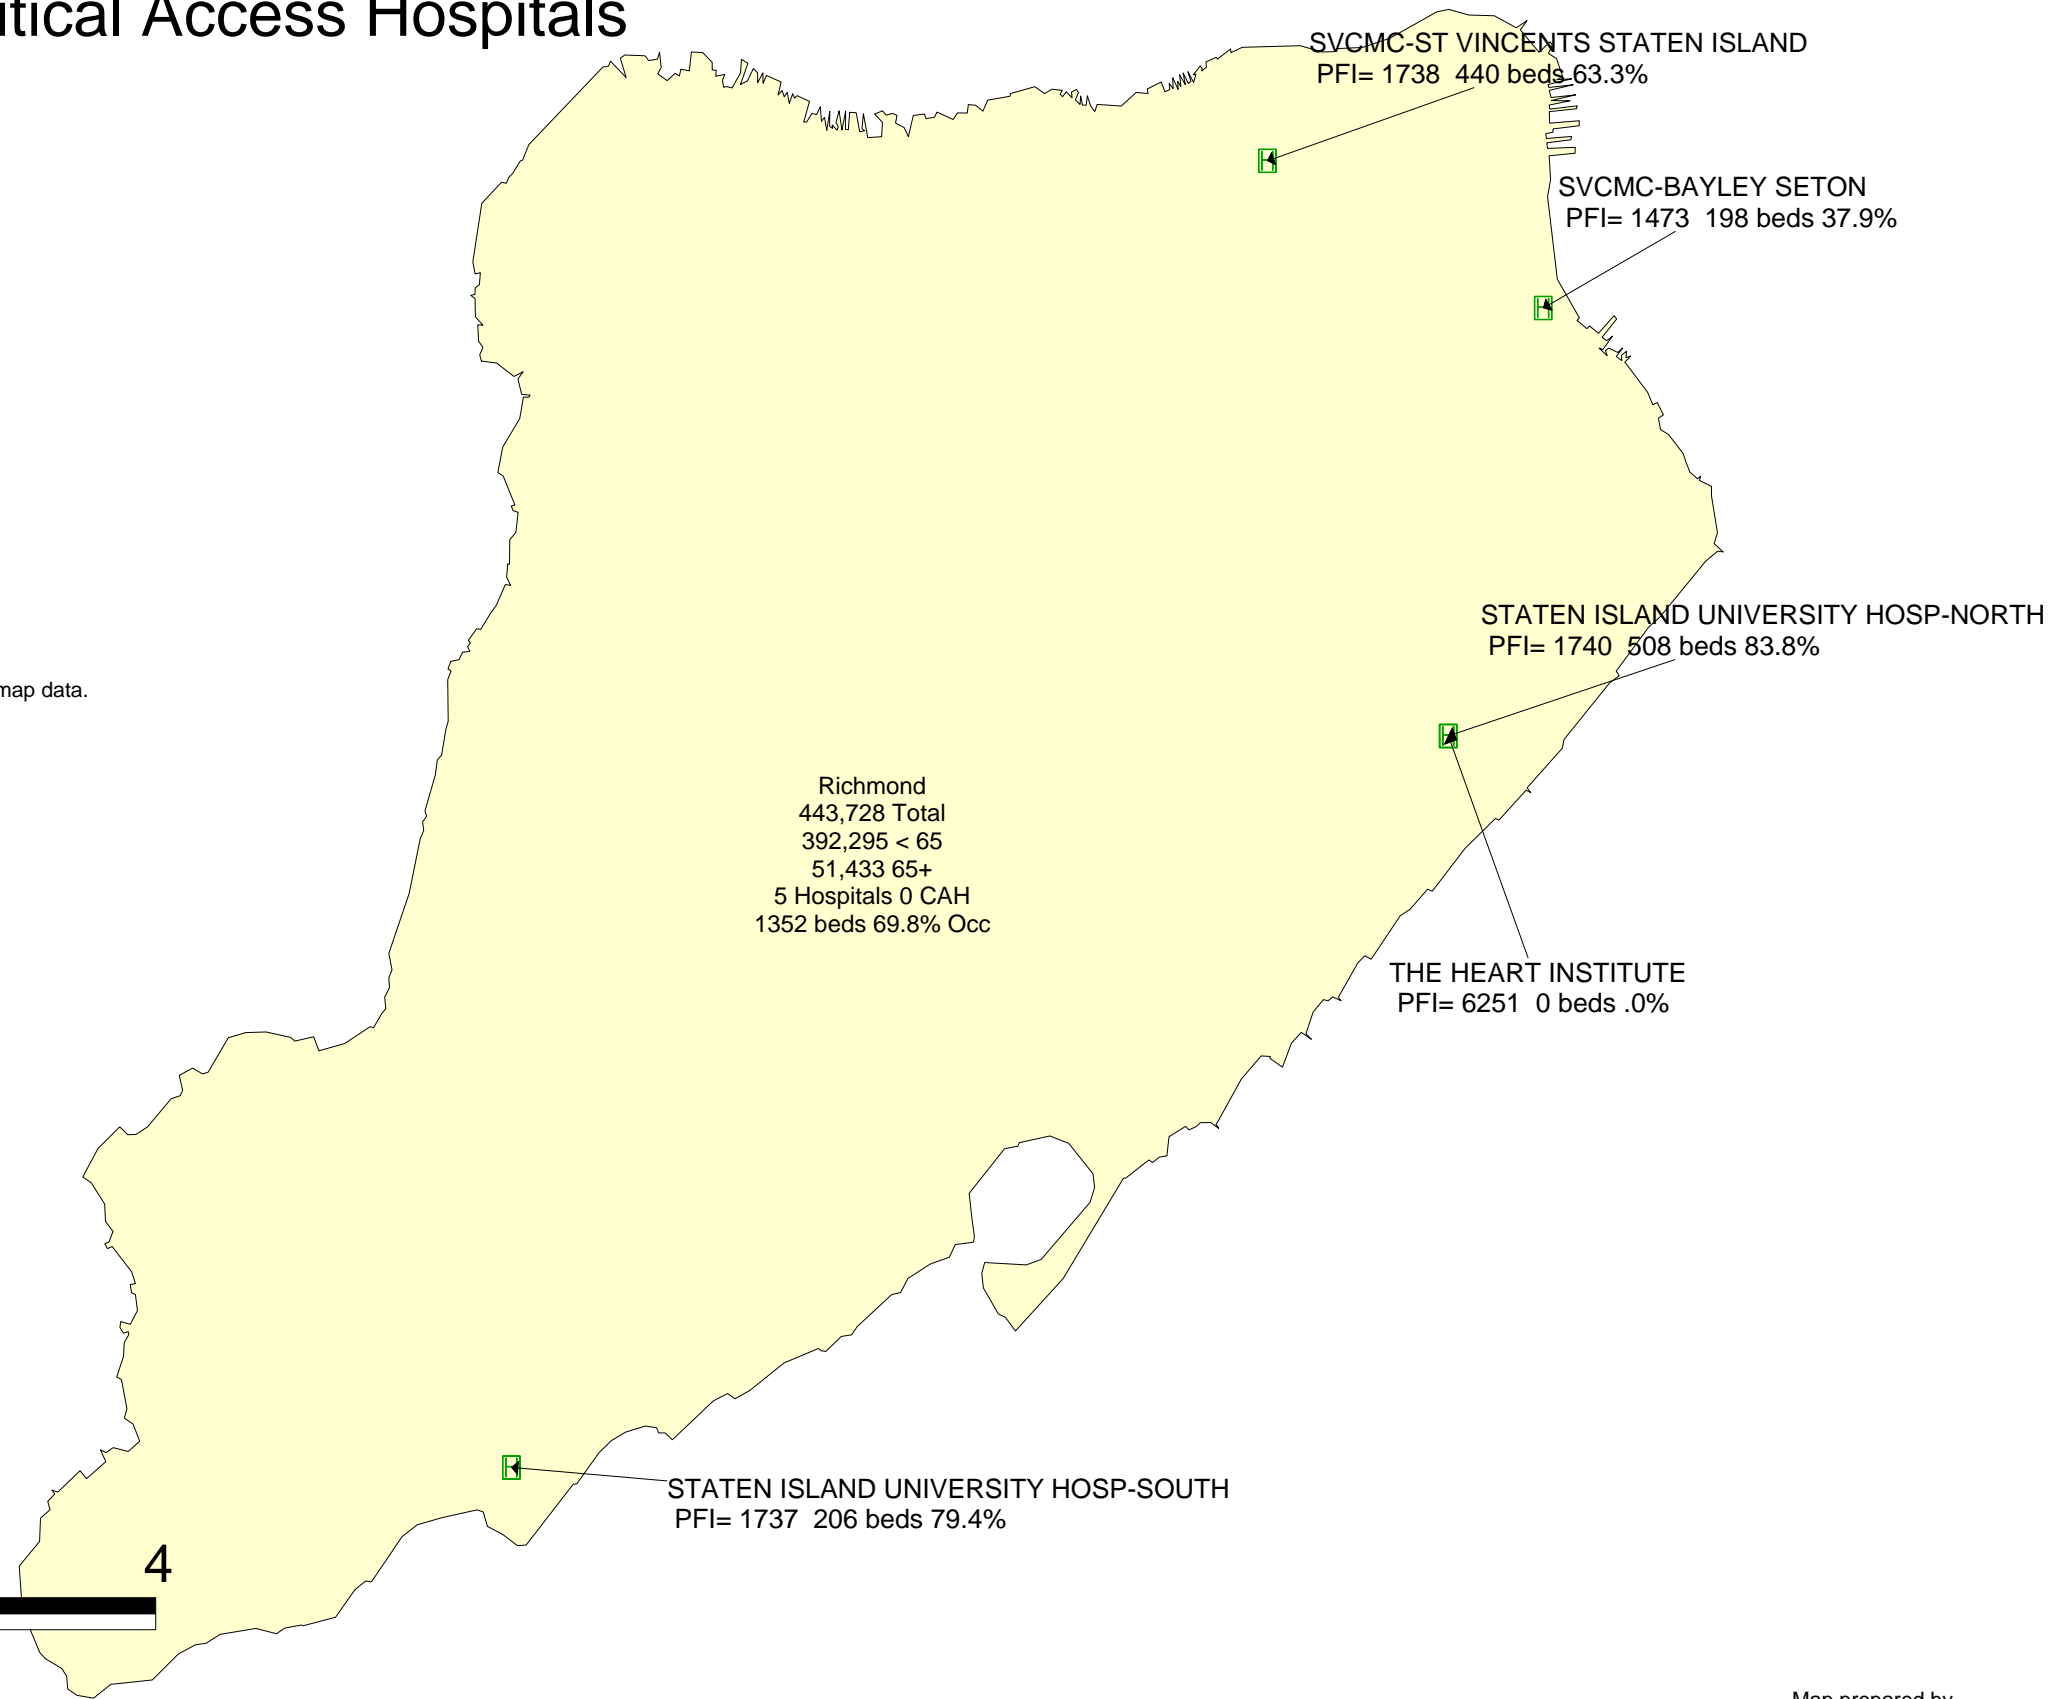 itical Access Hospitals
SVCMC-ST VINCENTS STATEN ISLAND
PFI= 1738 440 beds 63.3%
SVCMC-BAYLEY SETON
PFI= 1473 198 beds 37.9%
STATEN ISLAND UNIVERSITY HOSP-NORTH
PFI= 1740 508 beds 83.8%
map data.
Richmond
443,728 Total
392,295 < 65
51,433 65+
5 Hospitals 0 CAH
1352 beds 69.8% Occ
THE HEART INSTITUTE
PFI= 6251 0 beds .0%
STATEN ISLAND UNIVERSITY HOSP-SOUTH
PFI= 1737 206 beds 79.4%
4
Map prepared by